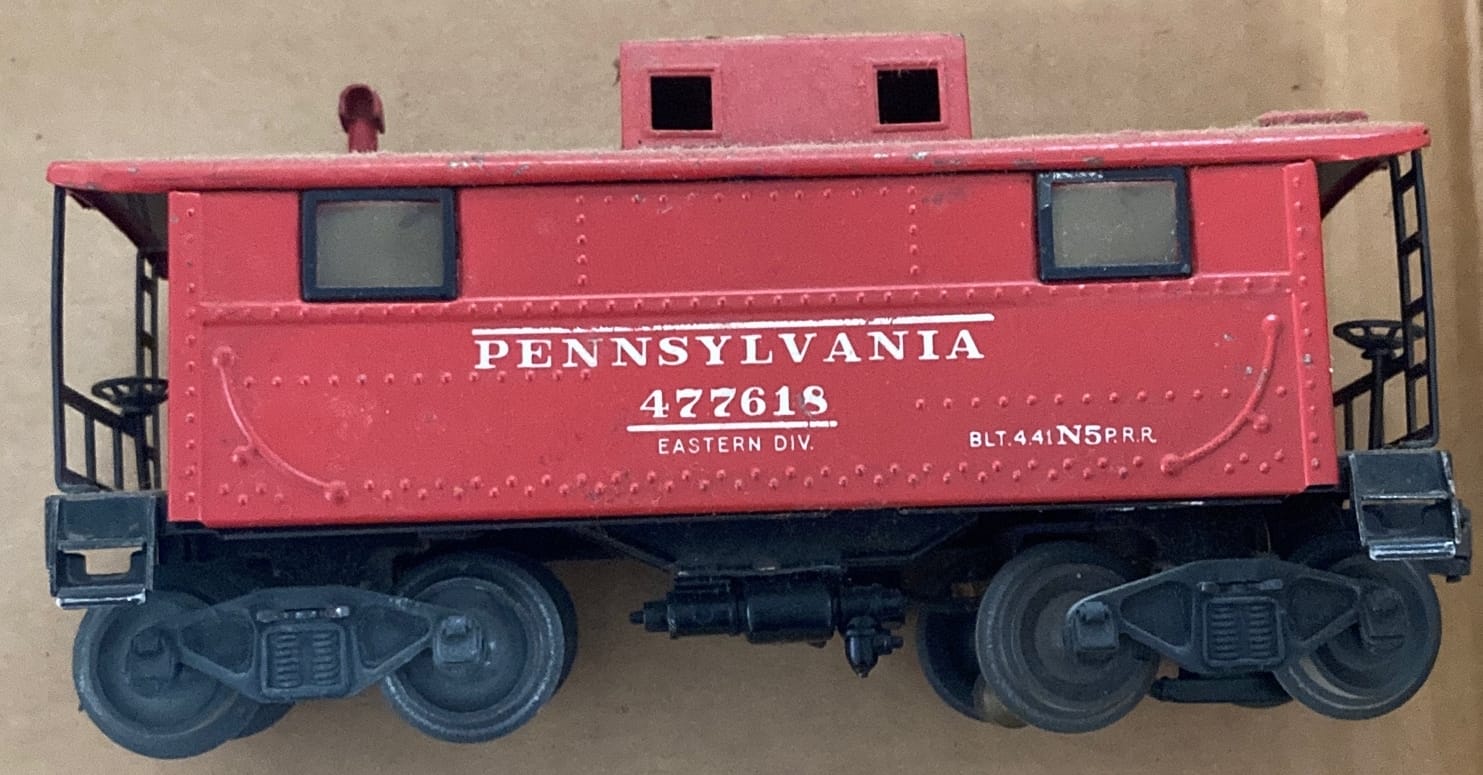 PENNSYLVANIA
477618
EASTERN DIV.
BLT.4.41 N5 P.R.R.